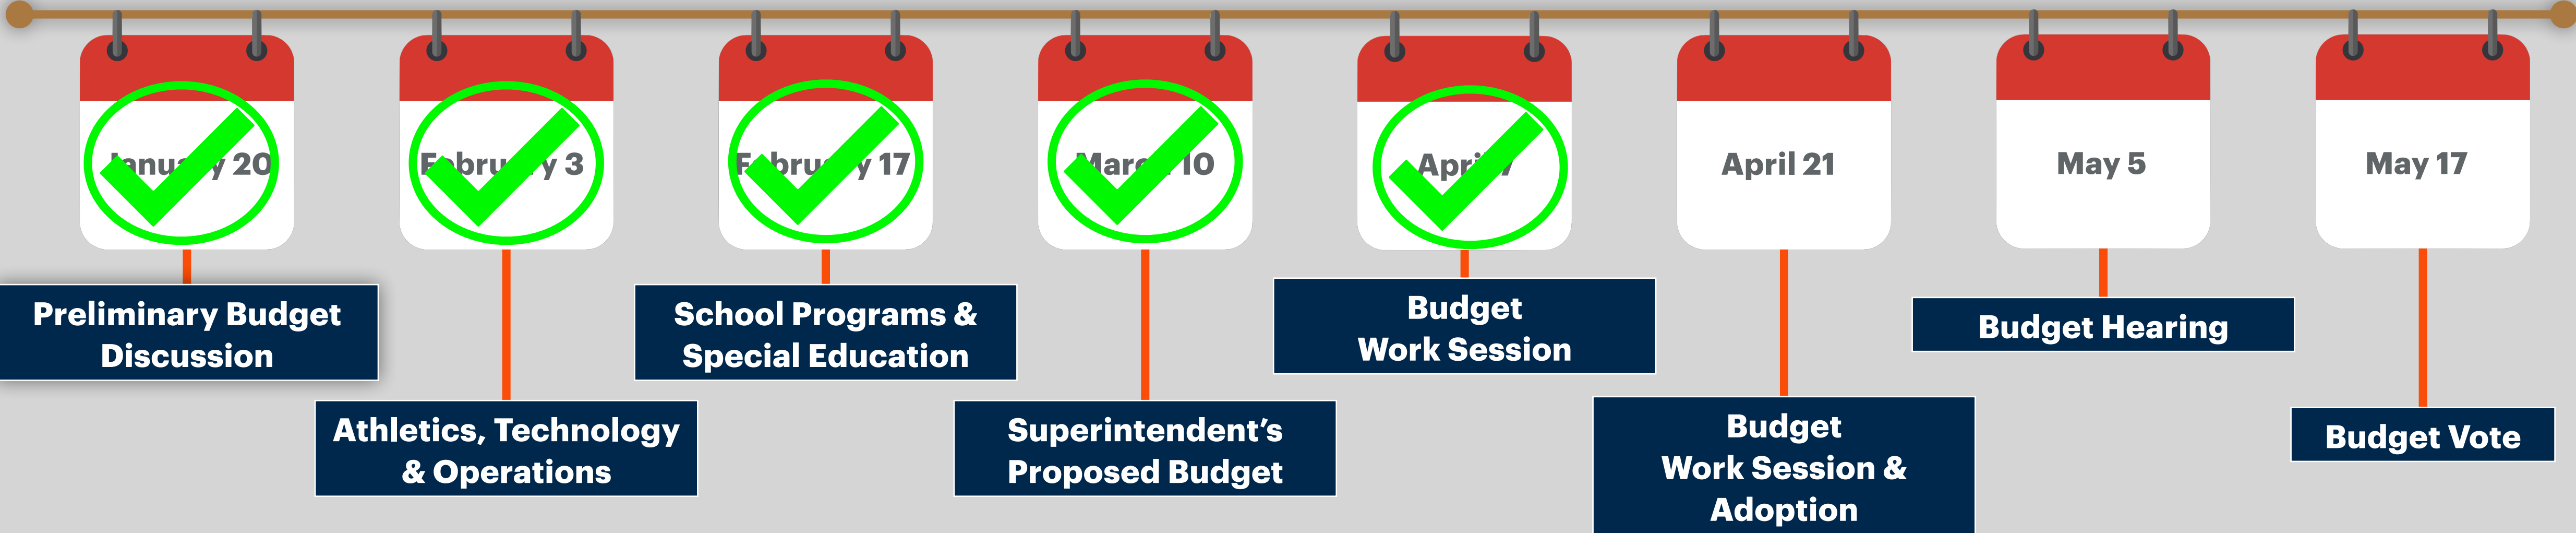 January 20
February 3
February 17
March 10
April 7
April 21
May 5
May 17
Preliminary Budget
Discussion
Athletics, Technology
& Operations
School Programs &
Special Education
Superintendent’s
Proposed Budget
Budget
Work Session
Budget
Work Session &
Adoption
Budget Hearing
Budget Vote